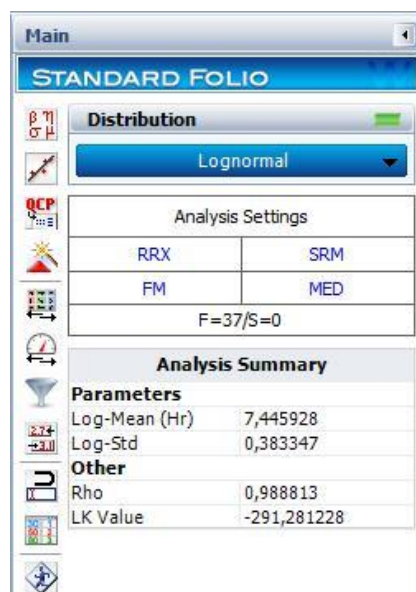 Main
STANDARD FOLIO
β η
σ μ
Distribution
Lognormal
QCP
Analysis Settings
RRX SRM
FM MED
F=37/S=0
Analysis Summary
Parameters
Log-Mean (Hr) 7,445928
Log-Std 0,383347
Other
Rho 0,988813
LK Value -291,281228